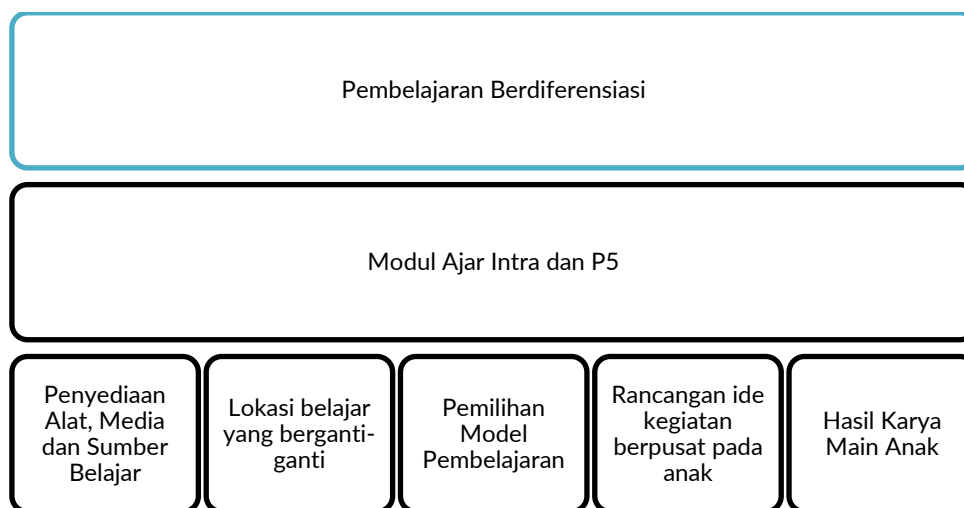 Pembelajaran Berdiferensiasi
Modul Ajar Intra dan P5
Penyediaan
Alat, Media
dan Sumber
Belajar
Lokasi belajar
yang berganti-
ganti
Pemilihan
Model
Pembelajaran
Rancangan ide
kegiatan
berpusat pada
anak
Hasil Karya
Main Anak